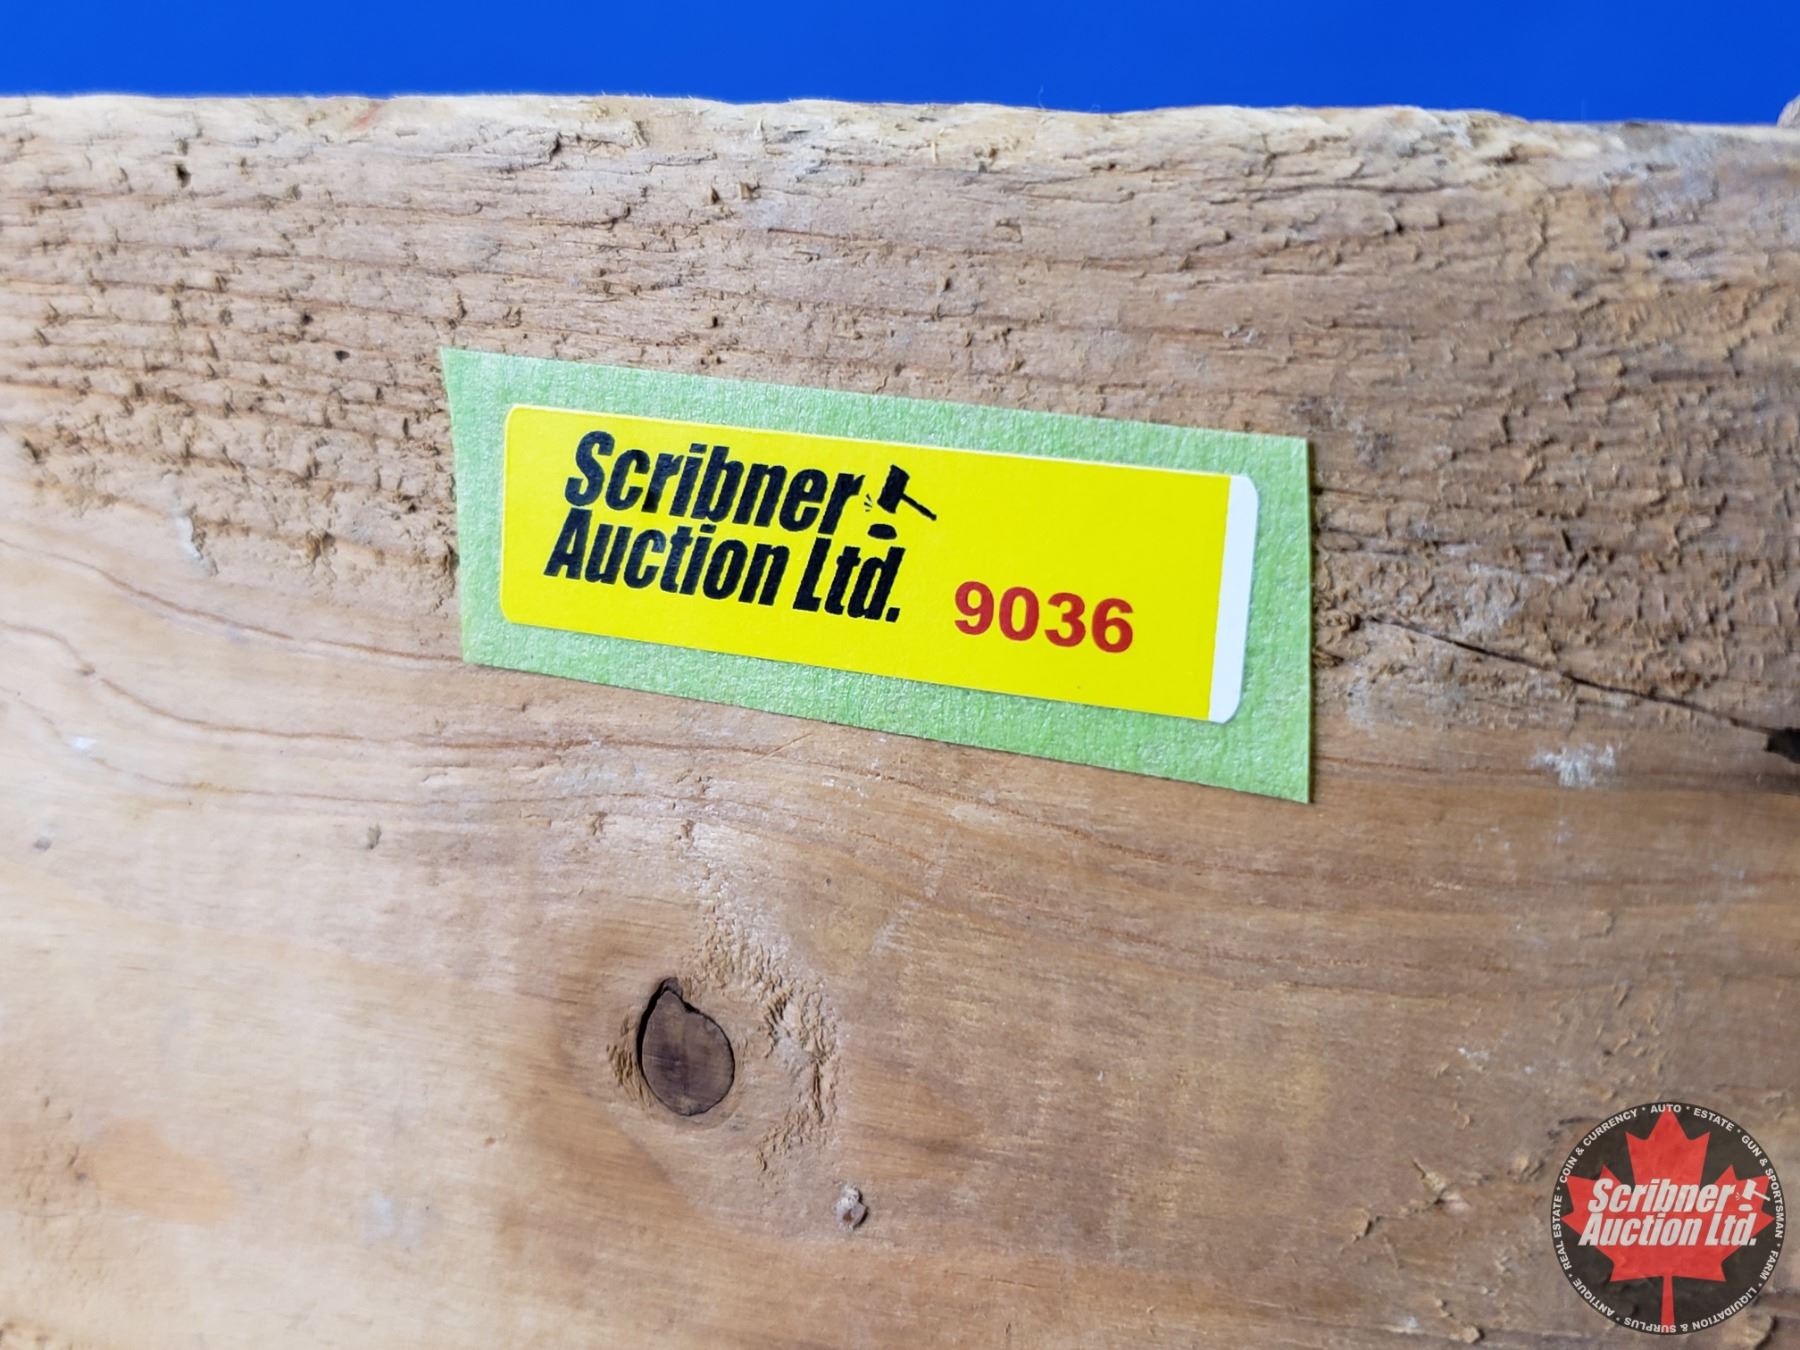 Scribner
Auction Ltd.
9036
COIN & CURRENCY * AUTO * ESTATE * GUN & SPORTSMAN * FARM * LIQUIDATION & SURPLUS * ANTIQUE * REAL ESTATE *
Scribner
Auction Ltd.